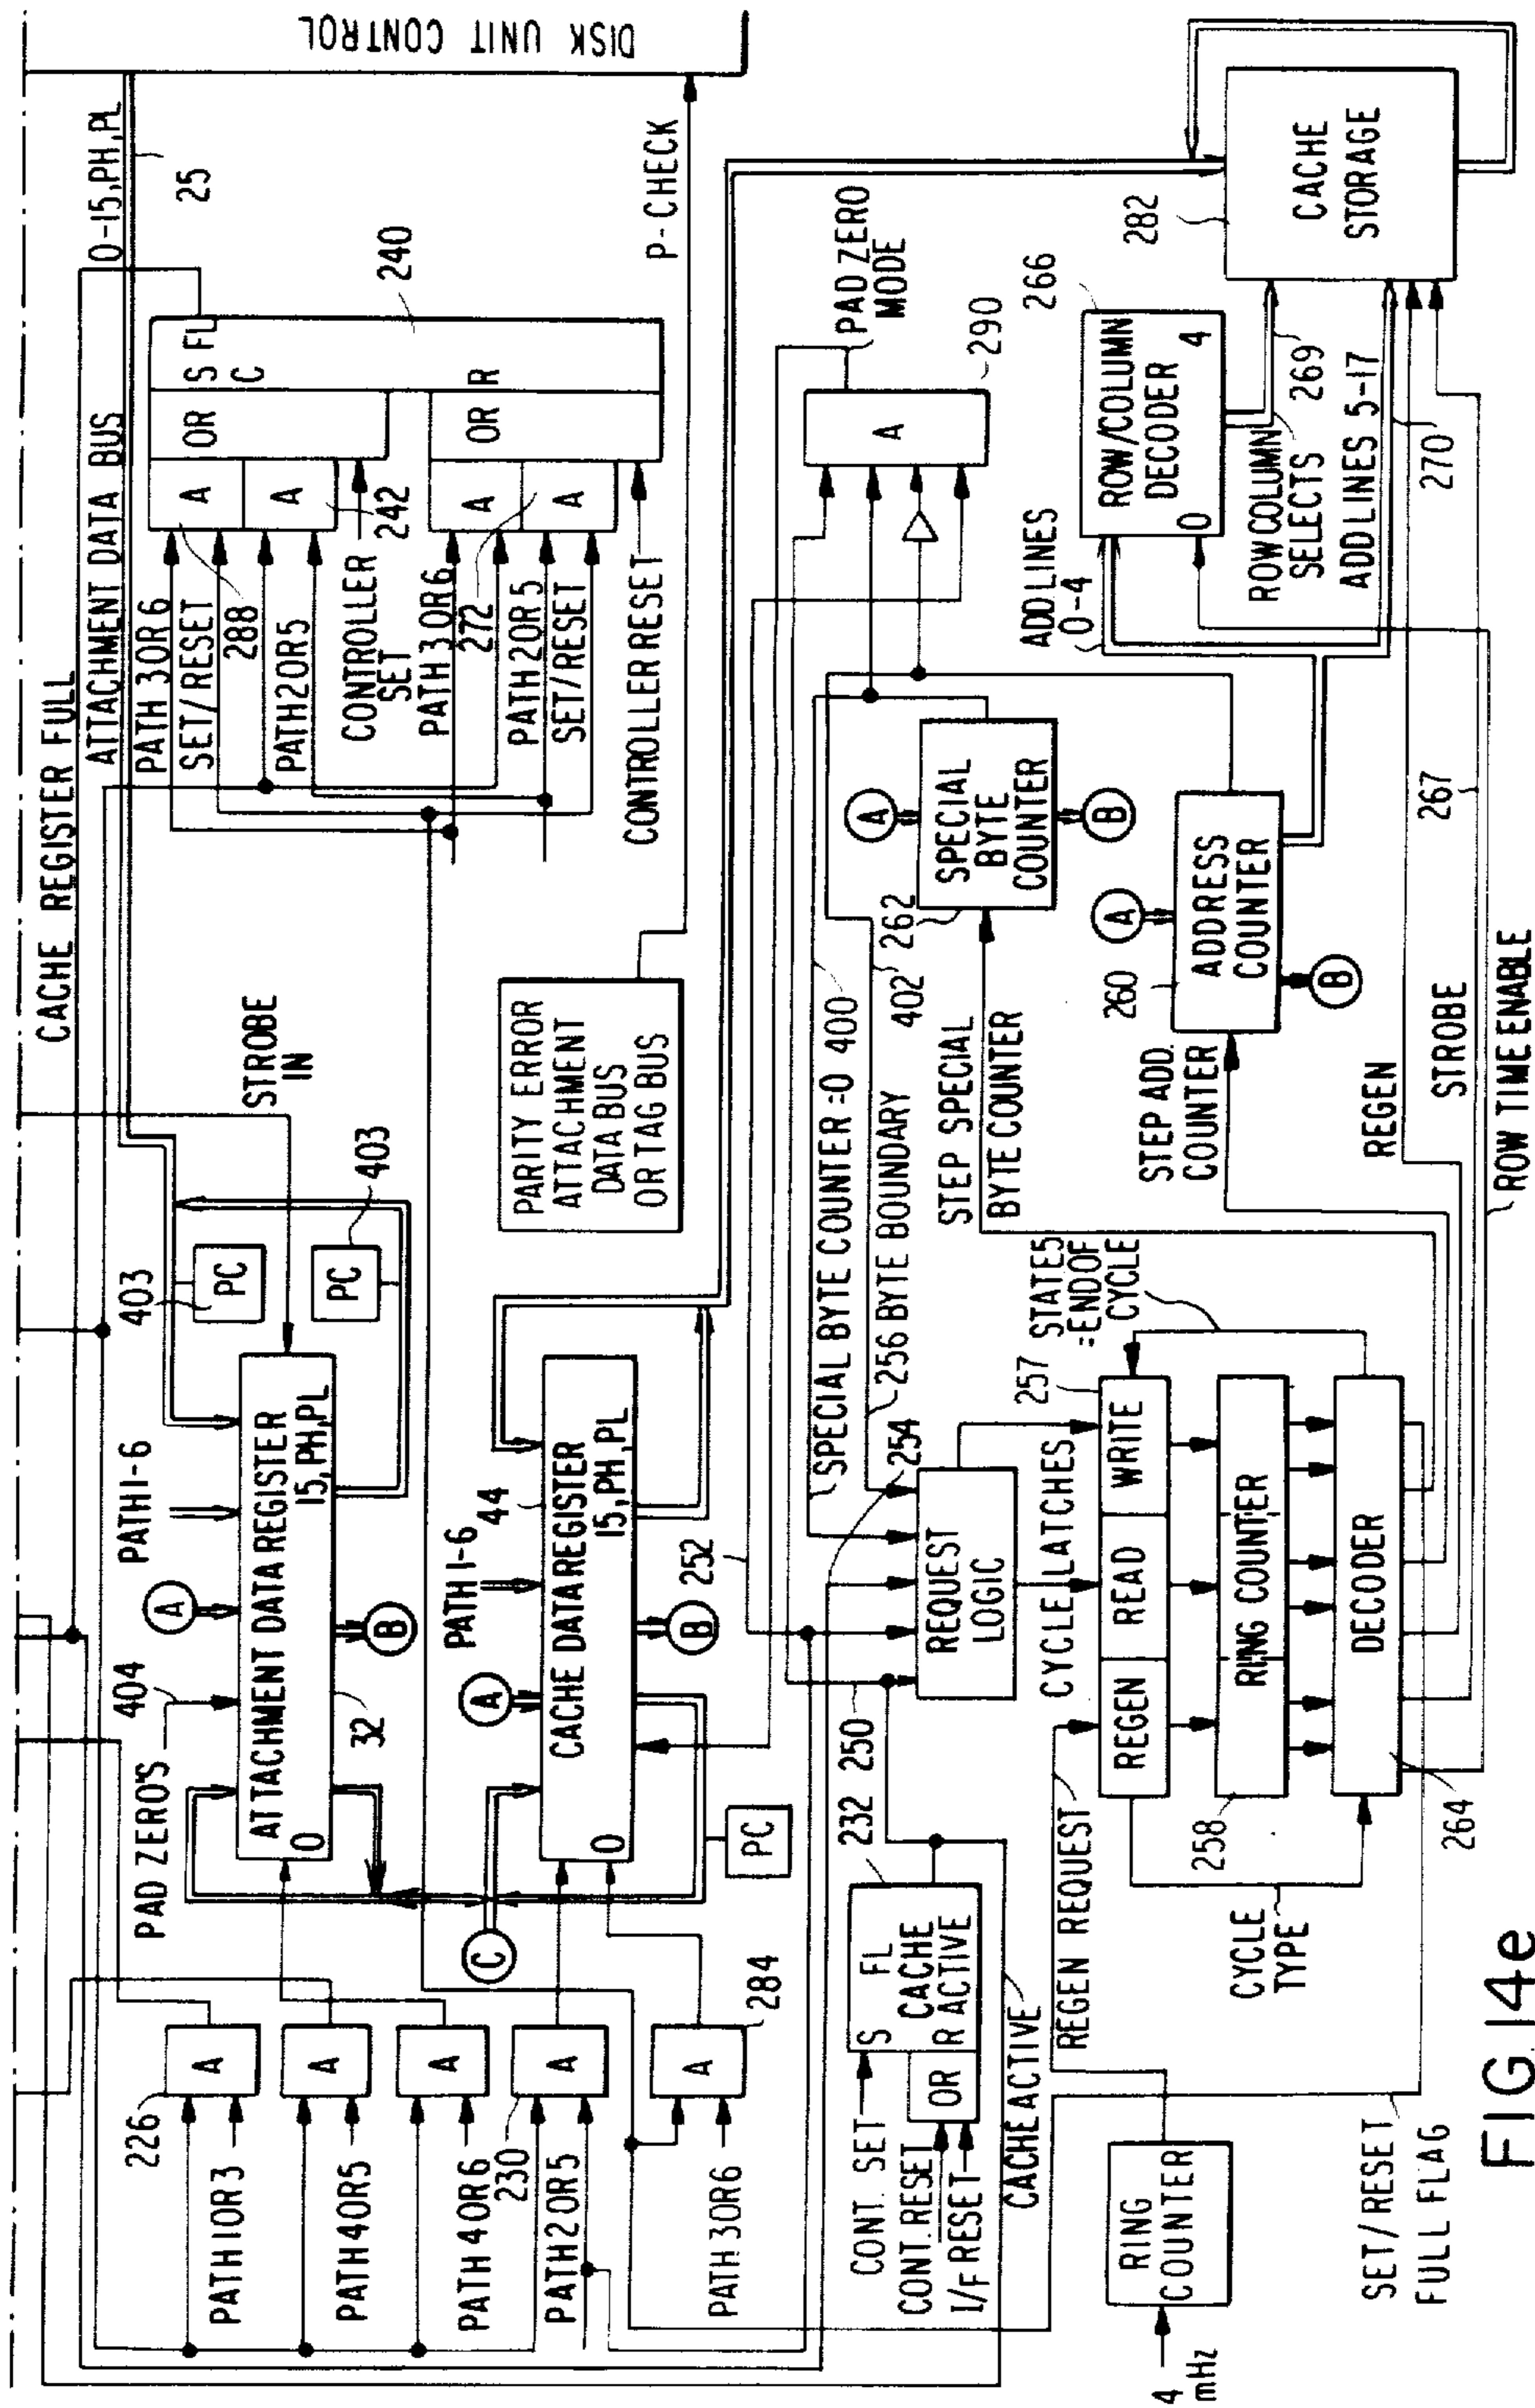 CACHE REGISTER FULL
ATTACHMENT DATA BUS
0-15,PH,PL
25
DISK UNIT CONTROL
PATH 3 OR 6
SET/RESET
288
PATH 2 OR 5
242
CONTROLLER
SET
PATH 3 OR 6
272
PATH 2 OR 5
SET/RESET
CONTROLLER RESET
A
OR
S
FL
C
A
A
OR
R
A
240
P-CHECK
STROBE
IN
403
PC
PC
403
PARITY ERROR
ATTACHMENT
DATA BUS
OR TAG BUS
PAD ZERO'S
404
A
PATH 1-6
ATTACHMENT DATA REGISTER
0
15,PH,PL
32
B
226
A
PATH 1 OR 3
A
PATH 4 OR 5
A
PATH 4 OR 6
230
A
PATH 2 OR 5
A
284
PATH 3 OR 6
C
A
PATH 1-6
44
CACHE DATA REGISTER
0
15,PH,PL
B
252
PC
CONT. SET
CONT. RESET
I/F RESET
S FL
CACHE
R ACTIVE
OR
232
CACHE ACTIVE
250
REQUEST
LOGIC
254
SPECIAL BYTE COUNTER =0
400
256 BYTE BOUNDARY
402
PAD ZERO
MODE
A
290
A
SPECIAL
BYTE
COUNTER
262
B
STEP SPECIAL
BYTE COUNTER
A
260
ADDRESS
COUNTER
B
STEP ADD.
COUNTER
ADD LINES
0-4
266
ROW/COLUMN
DECODER
0
4
ROW COLUMN
SELECTS
269
ADD LINES 5-17
270
282
CACHE
STORAGE
REGEN REQUEST
CYCLE LATCHES
257
REGEN
READ
WRITE
STATE 5
=END OF
CYCLE
258
RING COUNTER
DECODER
264
CYCLE
TYPE
REGEN
STROBE
267
ROW TIME ENABLE
4
mHz
RING
COUNTER
SET/RESET
FULL FLAG
FIG. 14e